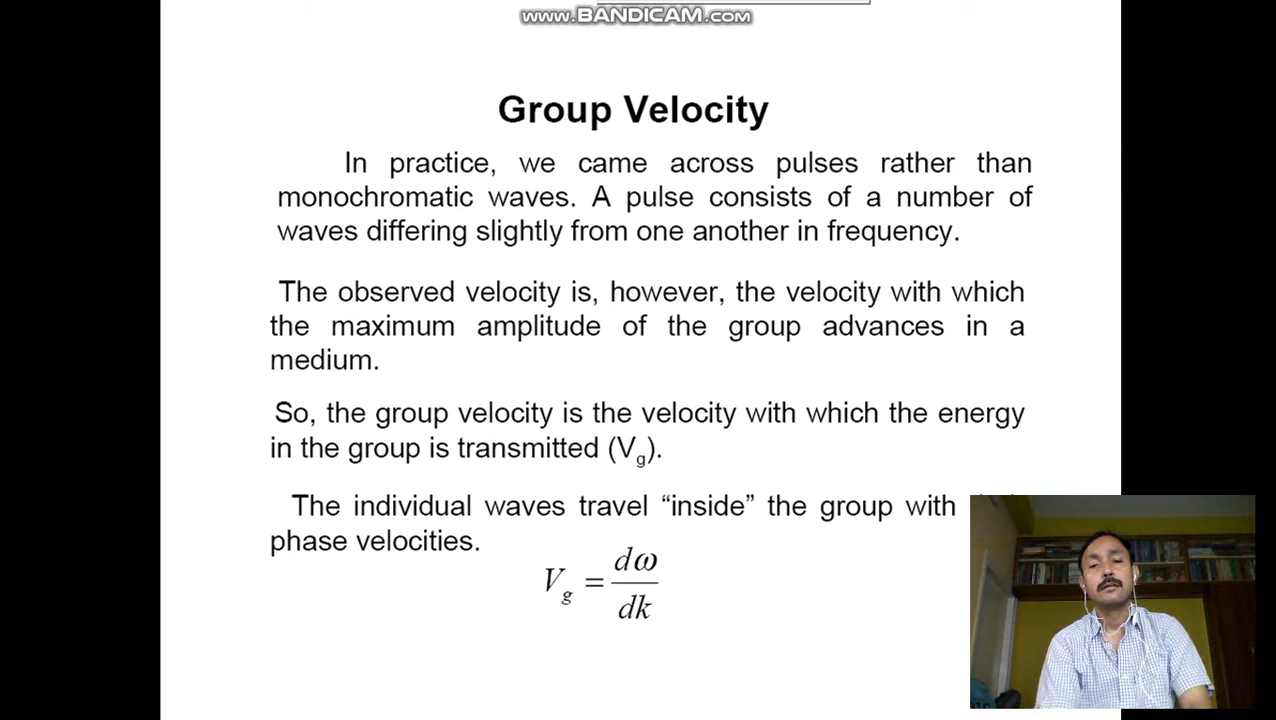 www.BANDICAM.com
Group Velocity
In practice, we came across pulses rather than
monochromatic waves. A pulse consists of a number of
waves differing slightly from one another in frequency.
The observed velocity is, however, the velocity with which
the maximum amplitude of the group advances in a
medium.
So, the group velocity is the velocity with which the energy
in the group is transmitted (Vg).
The individual waves travel “inside” the group with
phase velocities.
Vg = dω/dk